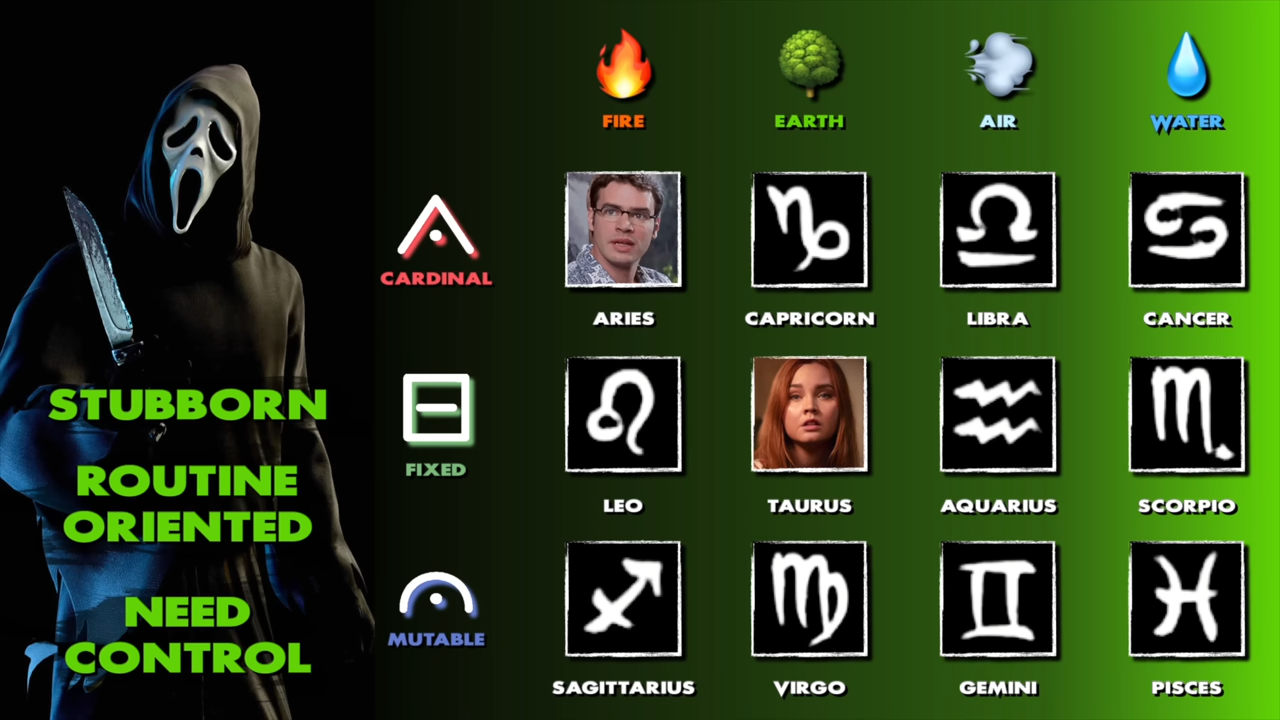 FIRE EARTH AIR WATER
CARDINAL
ARIES CAPRICORN LIBRA CANCER
STUBBORN
FIXED
ROUTINE
ORIENTED
LEO TAURUS AQUARIUS SCORPIO
NEED
CONTROL
MUTABLE
SAGITTARIUS VIRGO GEMINI PISCES